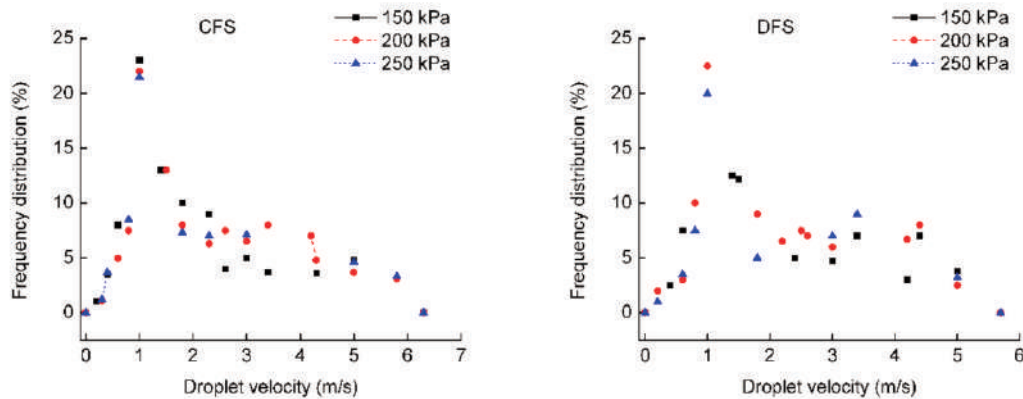 CFS
150 kPa
200 kPa
250 kPa
25
20
15
10
5
0
Frequency distribution (%)
0 1 2 3 4 5 6 7
Droplet velocity (m/s)
DFS
150 kPa
200 kPa
250 kPa
25
20
15
10
5
0
Frequency distribution (%)
0 1 2 3 4 5 6
Droplet velocity (m/s)